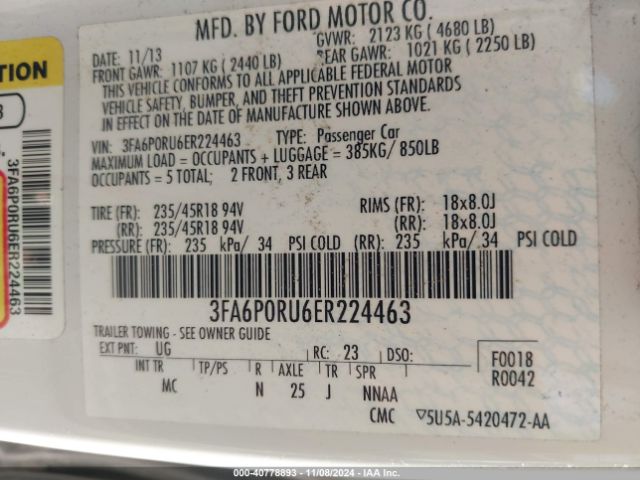 MFD. BY FORD MOTOR CO.
DATE: 11/13 GVWR: 2123 KG ( 4680 LB)
FRONT GAWR: 1107 KG ( 2440 LB) REAR GAWR: 1021 KG ( 2250 LB)
THIS VEHICLE CONFORMS TO ALL APPLICABLE FEDERAL MOTOR
VEHICLE SAFETY, BUMPER, AND THEFT PREVENTION STANDARDS
IN EFFECT ON THE DATE OF MANUFACTURE SHOWN ABOVE.
VIN: 3FA6P0RU6ER224463 TYPE: Passenger Car
MAXIMUM LOAD = OCCUPANTS + LUGGAGE = 385KG/ 850LB
OCCUPANTS = 5 TOTAL; 2 FRONT, 3 REAR
TIRE (FR): 235/45R18 94V RIMS (FR): 18x8.0J
(RR): 235/45R18 94V (RR): 18x8.0J
PRESSURE (FR): 235 kPa/ 34 PSI COLD (RR): 235 kPa/ 34 PSI COLD
3FA6P0RU6ER224463
TRAILER TOWING - SEE OWNER GUIDE
EXT PNT: UG RC: 23 DSO:
INT TR TP/PS R AXLE TR SPR
MC N 25 J NNAA
F0018
R0042
CMC ▽5U5A-5420472-AA
3FA6P0RU6ER224463
000-40778893 - 11/08/2024 - IAA Inc.